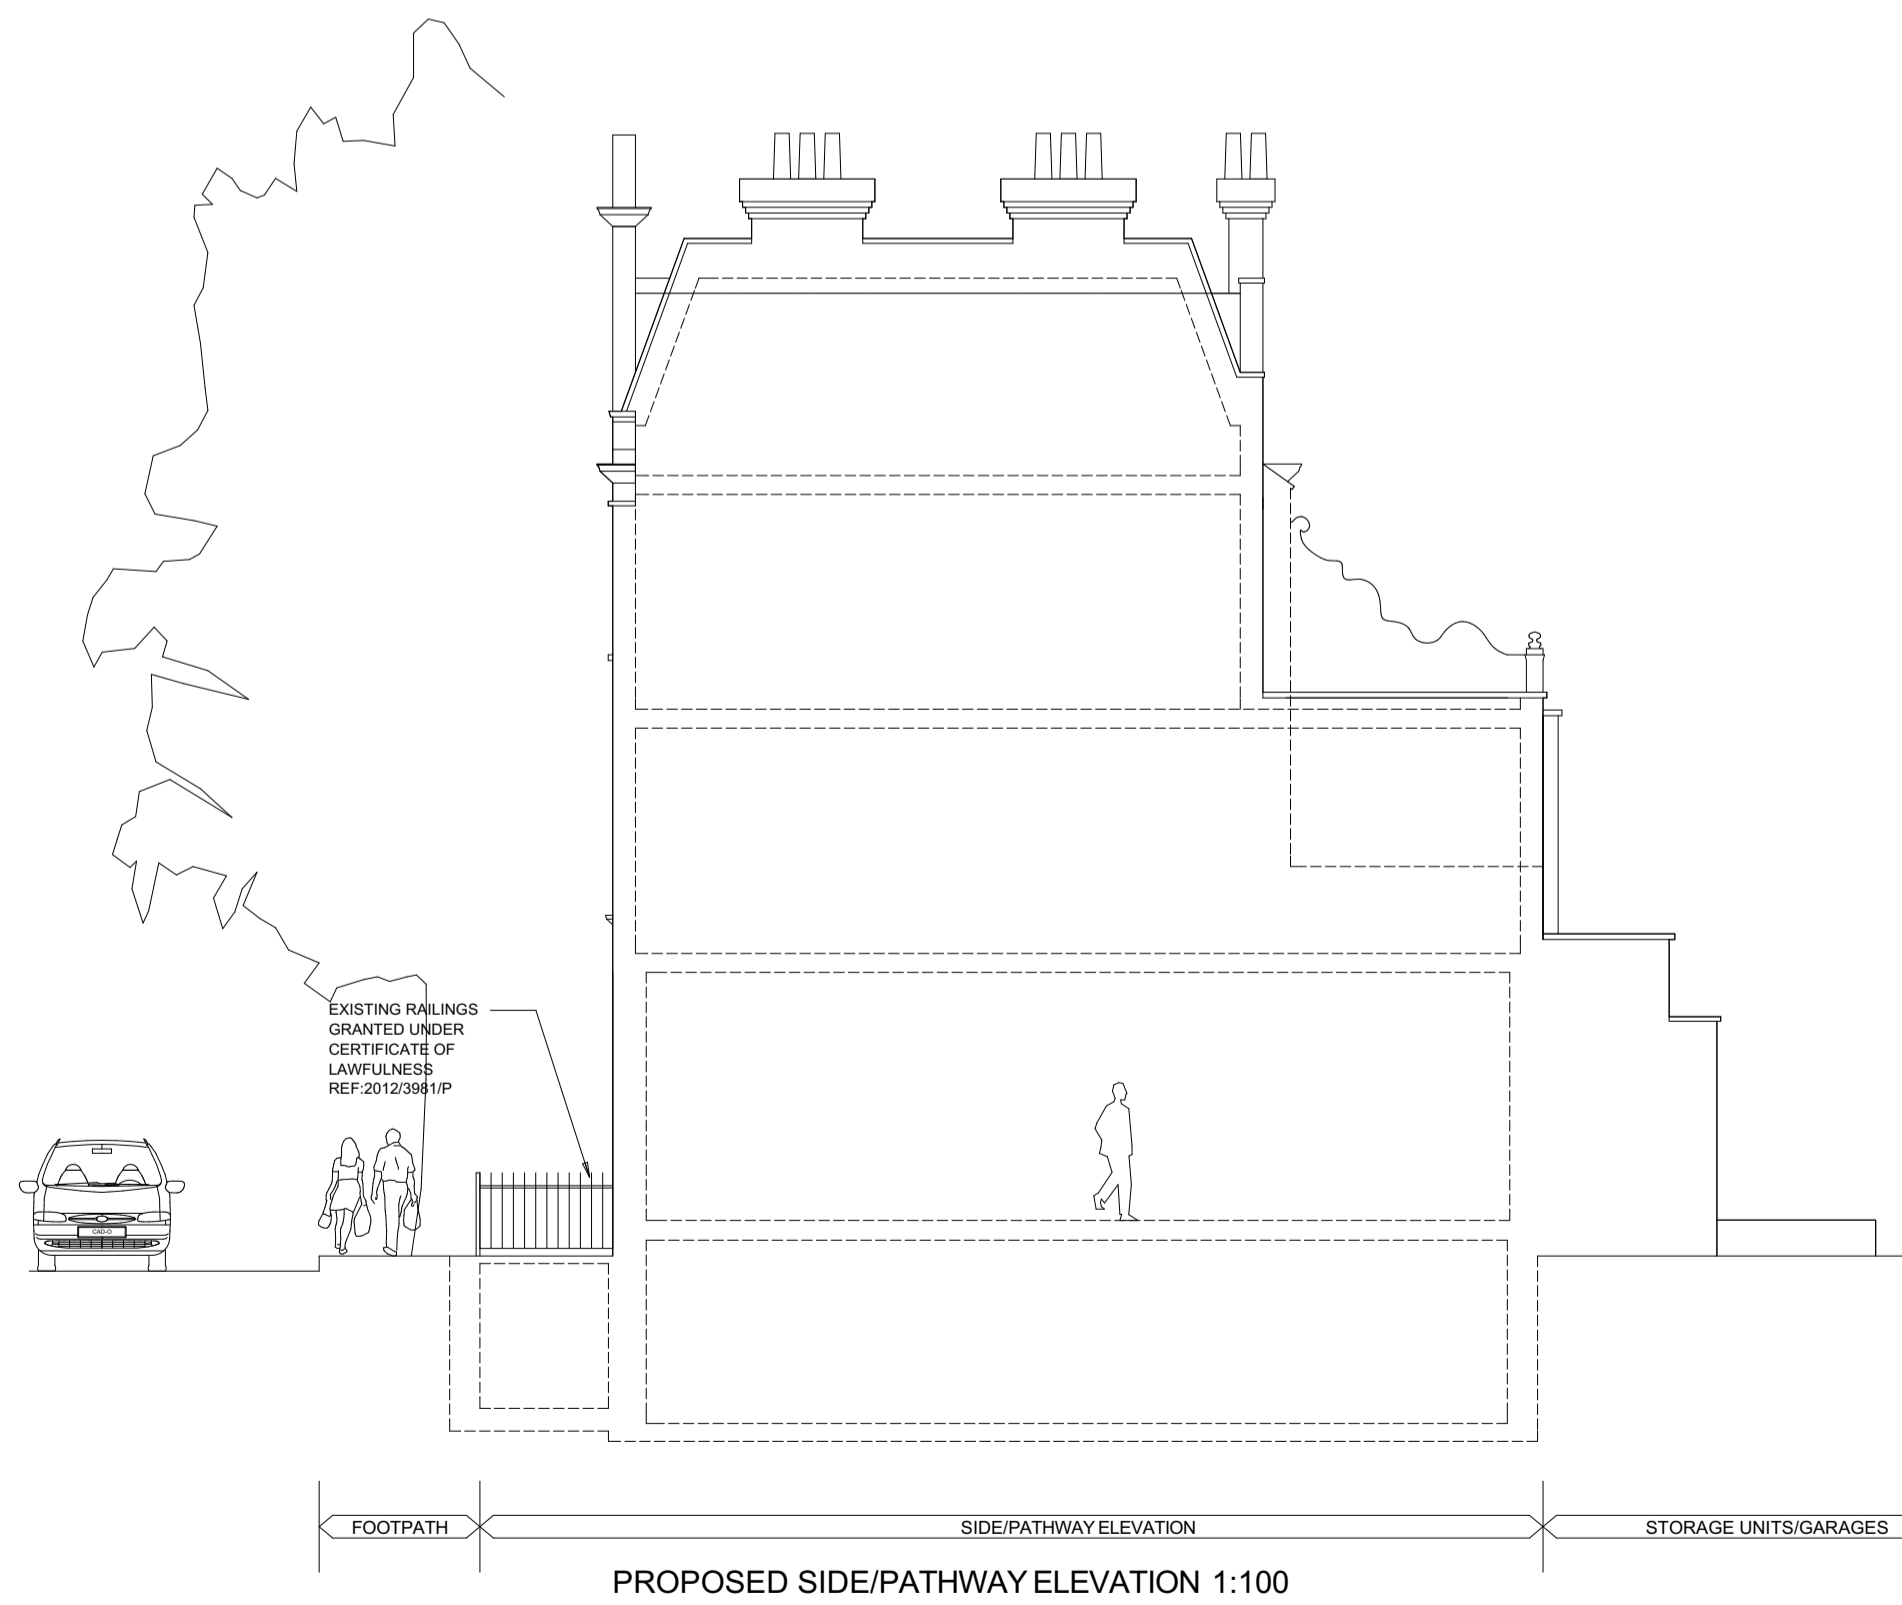 EXISTING RAILINGS
GRANTED UNDER
CERTIFICATE OF
LAWFULNESS
REF:2012/3981/P
CAD-O
FOOTPATH
SIDE/PATHWAY ELEVATION
STORAGE UNITS/GARAGES
PROPOSED SIDE/PATHWAY ELEVATION 1:100